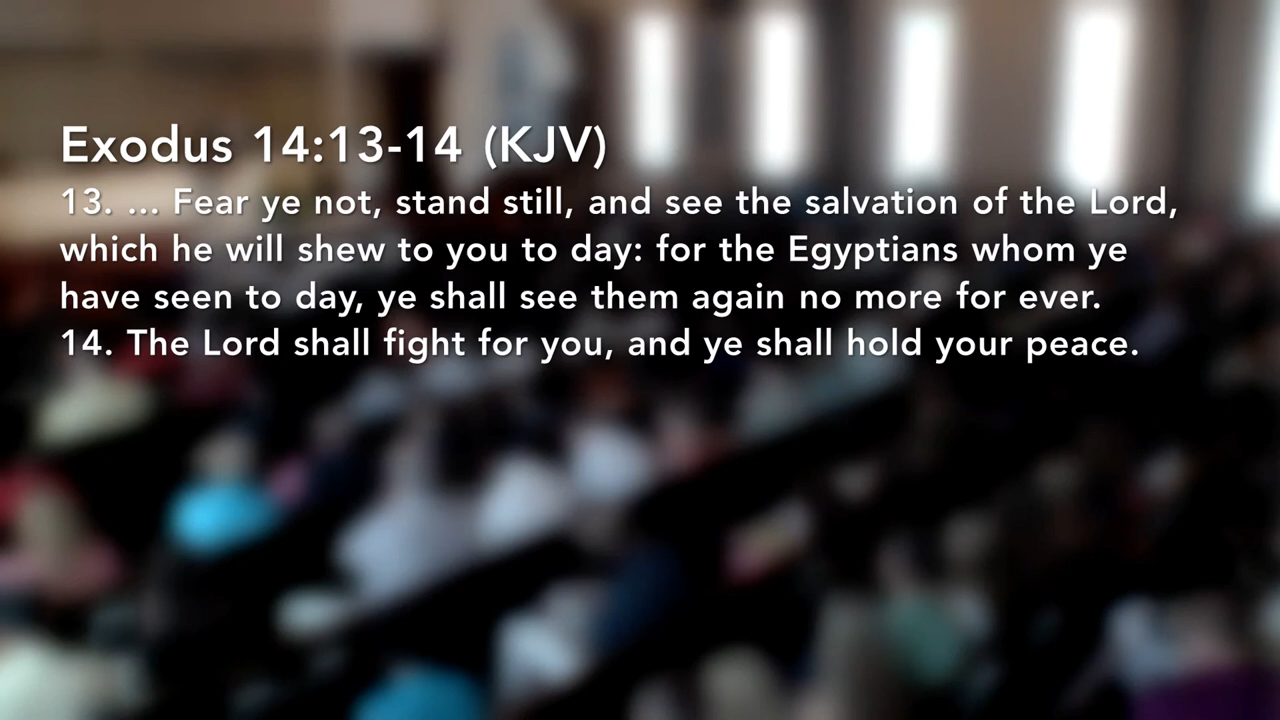 Exodus 14:13-14 (KJV)
13. ... Fear ye not, stand still, and see the salvation of the Lord,
which he will shew to you to day: for the Egyptians whom ye
have seen to day, ye shall see them again no more for ever.
14. The Lord shall fight for you, and ye shall hold your peace.